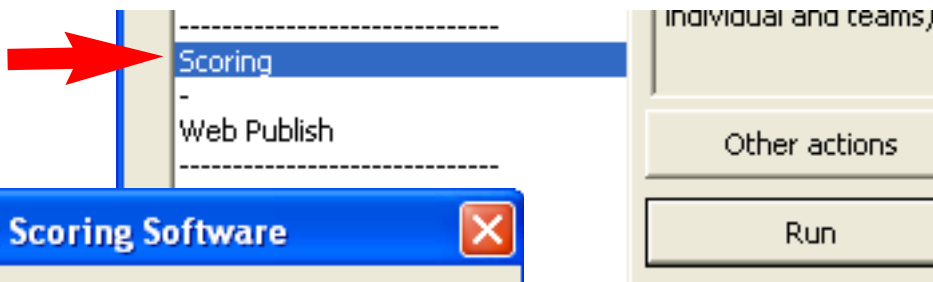 individual and teams)
------------------------------
Scoring
-
Web Publish
------------------------------
Other actions
Scoring Software
Run